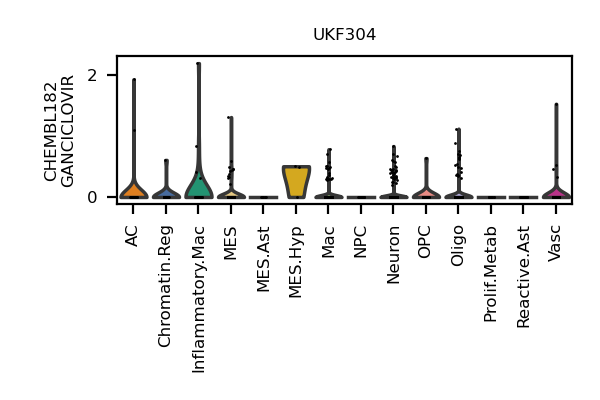 UKF304
CHEMBL182
GANCICLOVIR
2
0
AC
Chromatin.Reg
Inflammatory.Mac
MES
MES.Ast
MES.Hyp
Mac
NPC
Neuron
OPC
Oligo
Prolif.Metab
Reactive.Ast
Vasc